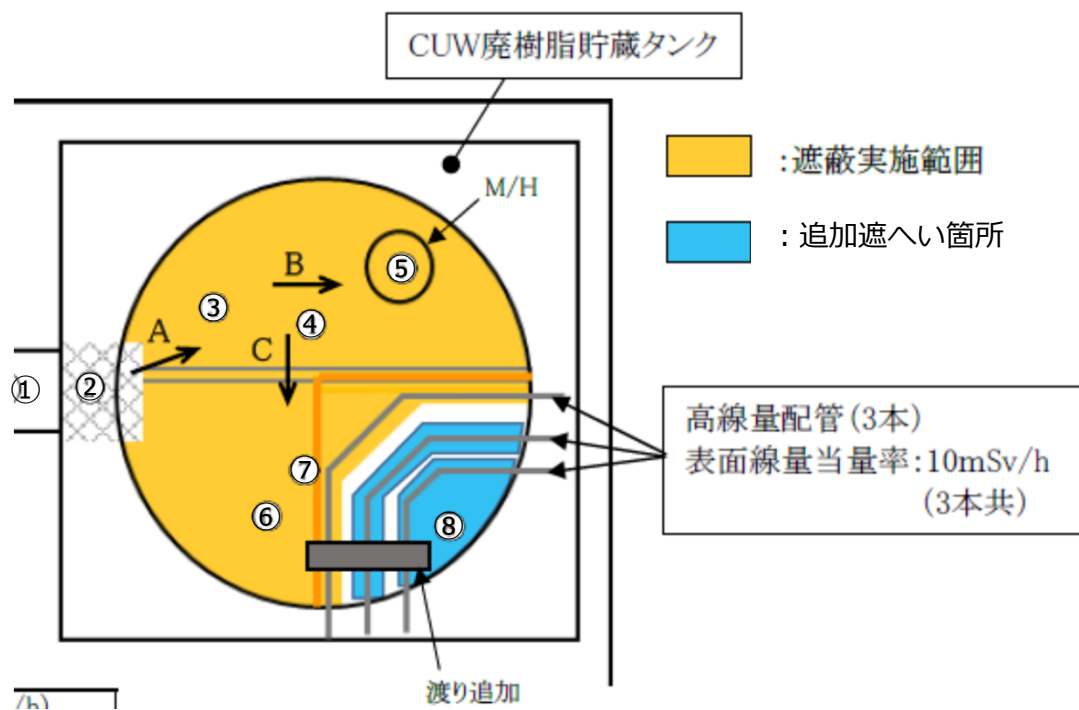 CUW廃樹脂貯蔵タンク
:遮蔽実施範囲
M/H
:追加遮へい箇所
B
⑤
③
④
A
C
①
②
高線量配管(3本)
表面線量当量率:10mSv/h
(3本共)
⑦
⑥
⑧
渡り追加
/h)